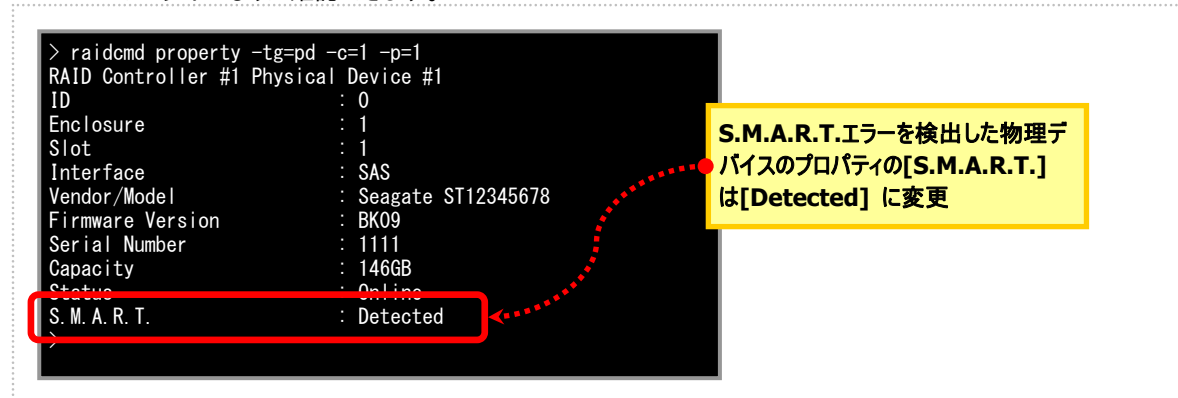 > raidcmd property -tg=pd -c=1 -p=1
RAID Controller #1 Physical Device #1
ID : 0
Enclosure : 1
Slot : 1
Interface : SAS
Vendor/Model : Seagate ST12345678
Firmware Version : BK09
Serial Number : 1111
Capacity : 146GB
Status : Online
S.M.A.R.T. : Detected
>
S.M.A.R.T.エラーを検出した物理デ
バイスのプロパティの[S.M.A.R.T.]
は[Detected] に変更